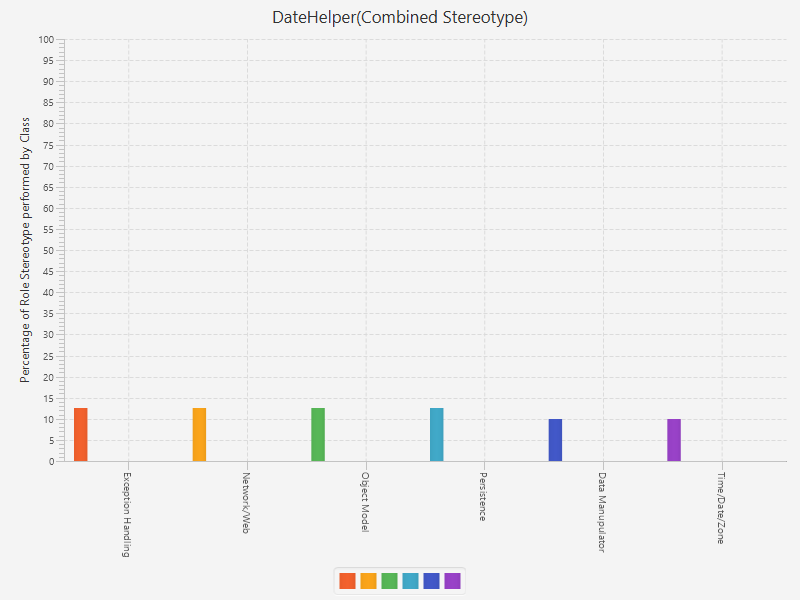 DateHelper(Combined Stereotype)
Percentage of Role Stereotype performed by Class
100
95
90
85
80
75
70
65
60
55
50
45
40
35
30
25
20
15
10
5
0
Exception Handling
Network/Web
Object Model
Persistence
Data Manupulator
Time/Date/Zone